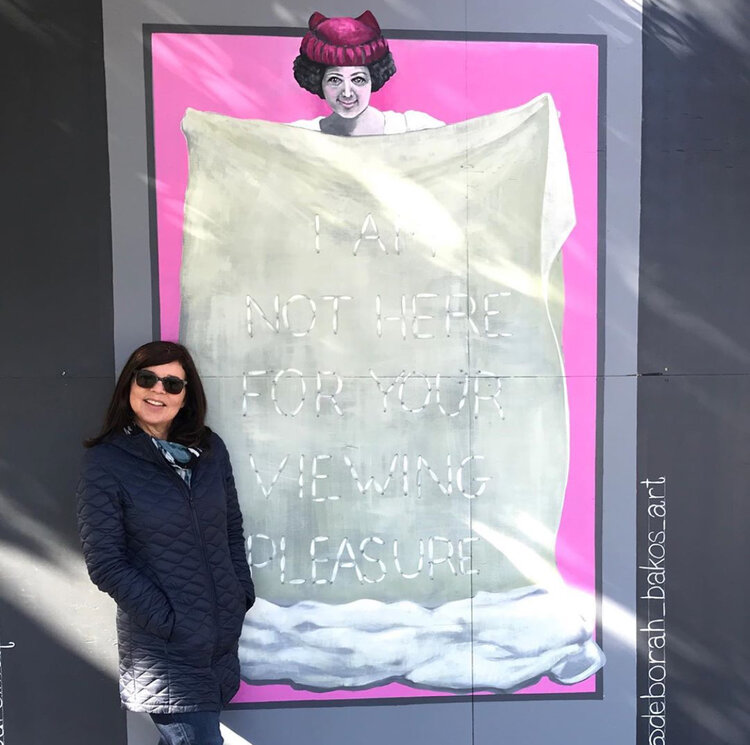 I AM
NOT HERE
FOR YOUR
VIEWING
PLEASURE
@deborah_bakos_art